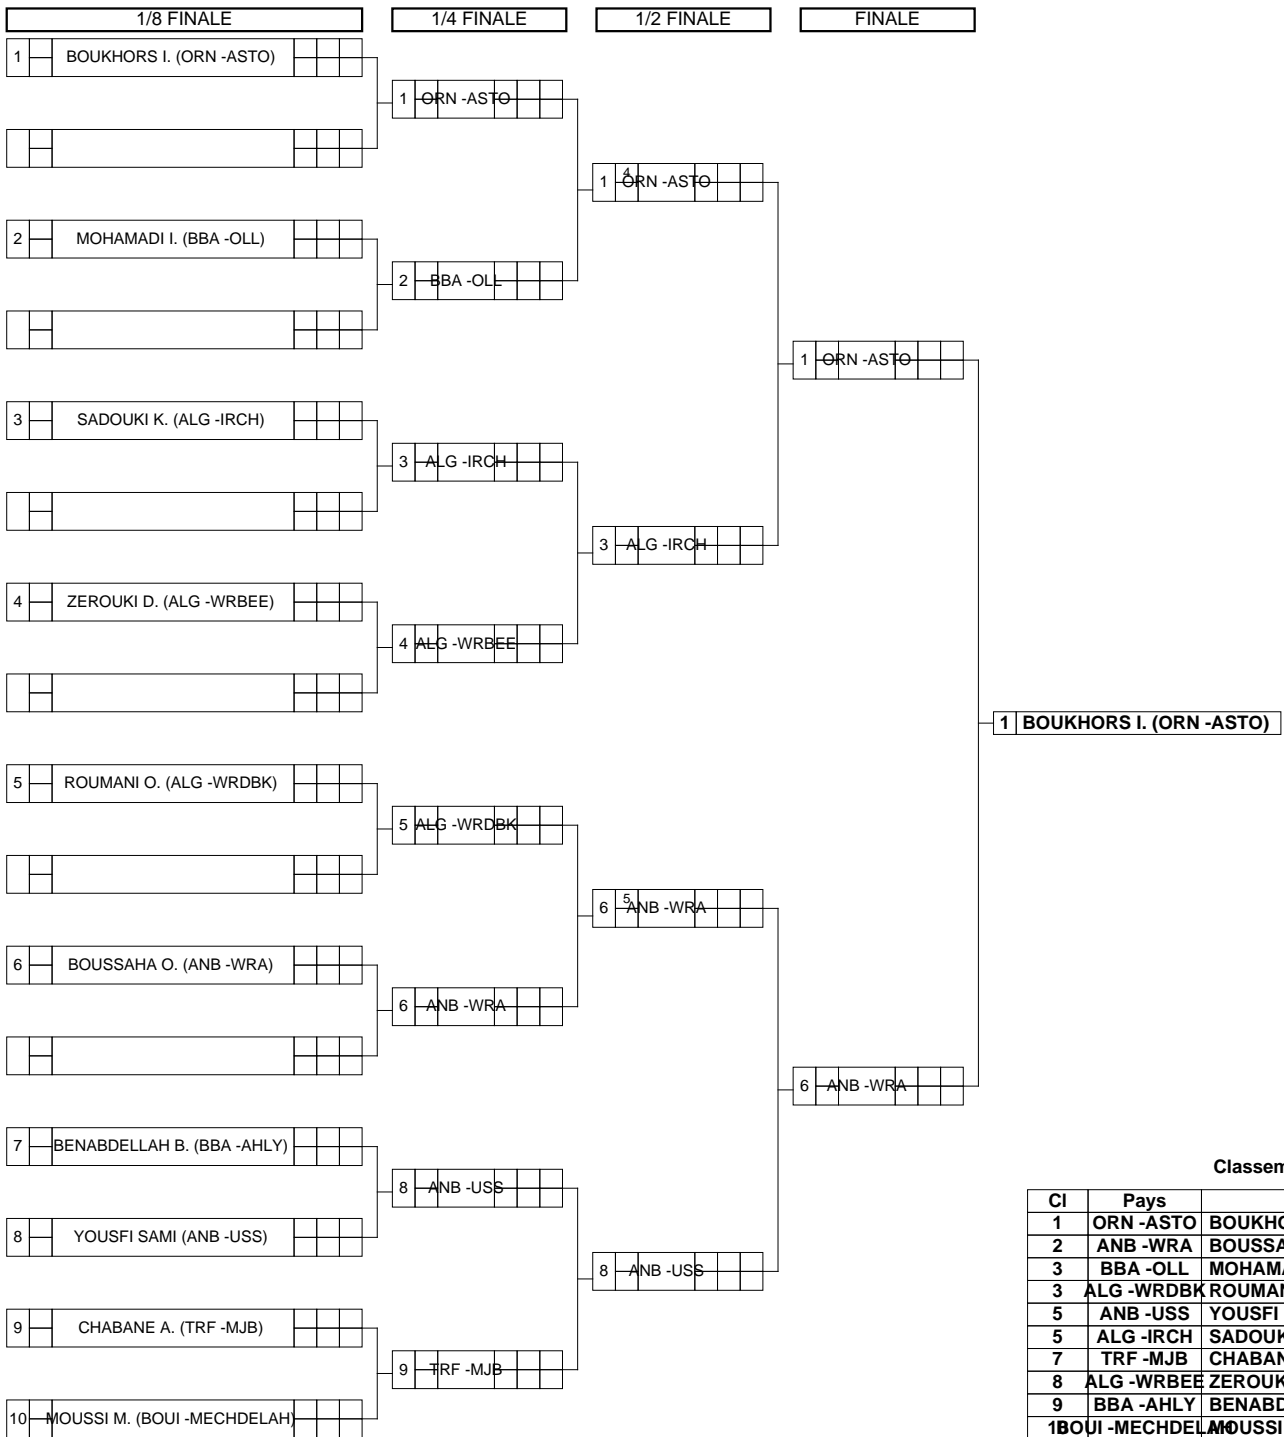 1/8 FINALE 1/4 FINALE 1/2 FINALE FINALE
1 BOUKHORS I. (ORN -ASTO)
1 ORN -ASTO
1 4 ORN -ASTO
2 MOHAMADI I. (BBA -OLL)
2 BBA -OLL
1 ORN -ASTO
3 SADOUKI K. (ALG -IRCH)
3 ALG -IRCH
3 ALG -IRCH
4 ZEROUKI D. (ALG -WRBEE)
4 ALG -WRBEE
1 BOUKHORS I. (ORN -ASTO)
5 ROUMANI O. (ALG -WRDBK)
5 ALG -WRDBK
6 5 ANB -WRA
6 BOUSSAHA O. (ANB -WRA)
6 ANB -WRA
6 ANB -WRA
7 BENABDELLAH B. (BBA -AHLY)
8 ANB -USS
8 YOUSFI SAMI (ANB -USS)
8 ANB -USS
9 CHABANE A. (TRF -MJB)
9 TRF -MJB
10 MOUSSI M. (BOUI -MECHDELAH)
Classem
Cl Pays
1 ORN -ASTO BOUKHO
2 ANB -WRA BOUSSA
3 BBA -OLL MOHAMA
3 ALG -WRDBK ROUMAN
5 ANB -USS YOUSFI
5 ALG -IRCH SADOUK
7 TRF -MJB CHABAN
8 ALG -WRBEE ZEROUK
9 BBA -AHLY BENABD
10 BOUI -MECHDELAH MOUSSI